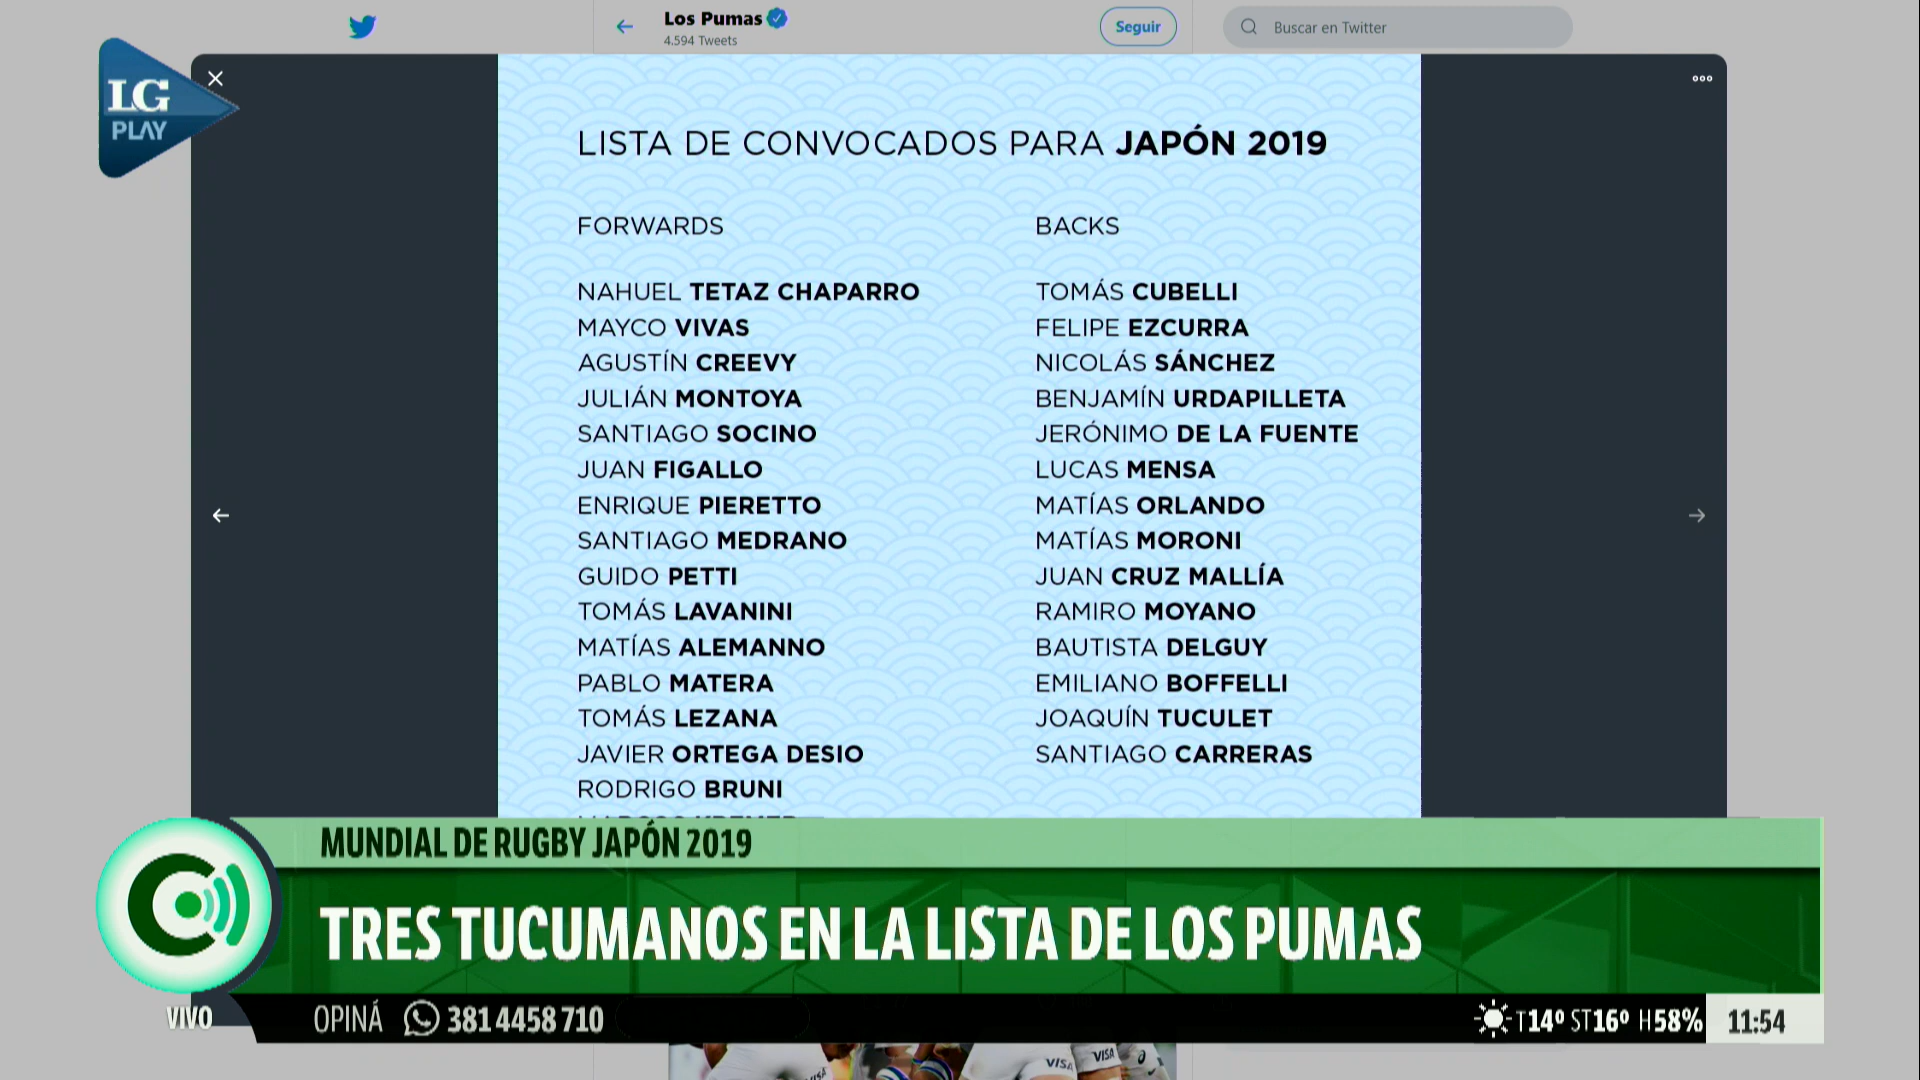 Los Pumas
4.594 Tweets
Seguir
Buscar en Twitter
LG
PLAY
LISTA DE CONVOCADOS PARA JAPÓN 2019
FORWARDS
NAHUEL TETAZ CHAPARRO
MAYCO VIVAS
AGUSTÍN CREEVY
JULIÁN MONTOYA
SANTIAGO SOCINO
JUAN FIGALLO
ENRIQUE PIERETTO
SANTIAGO MEDRANO
GUIDO PETTI
TOMÁS LAVANINI
MATÍAS ALEMANNO
PABLO MATERA
TOMÁS LEZANA
JAVIER ORTEGA DESIO
RODRIGO BRUNI
BACKS
TOMÁS CUBELLI
FELIPE EZCURRA
NICOLÁS SÁNCHEZ
BENJAMÍN URDAPILLETA
JERÓNIMO DE LA FUENTE
LUCAS MENSA
MATÍAS ORLANDO
MATÍAS MORONI
JUAN CRUZ MALLÍA
RAMIRO MOYANO
BAUTISTA DELGUY
EMILIANO BOFFELLI
JOAQUÍN TUCULET
SANTIAGO CARRERAS
MUNDIAL DE RUGBY JAPÓN 2019
TRES TUCUMANOS EN LA LISTA DE LOS PUMAS
VIVO
OPINÁ 381 4458 710
T14º ST16º H58%
11:54
VISA
VISA
VISA